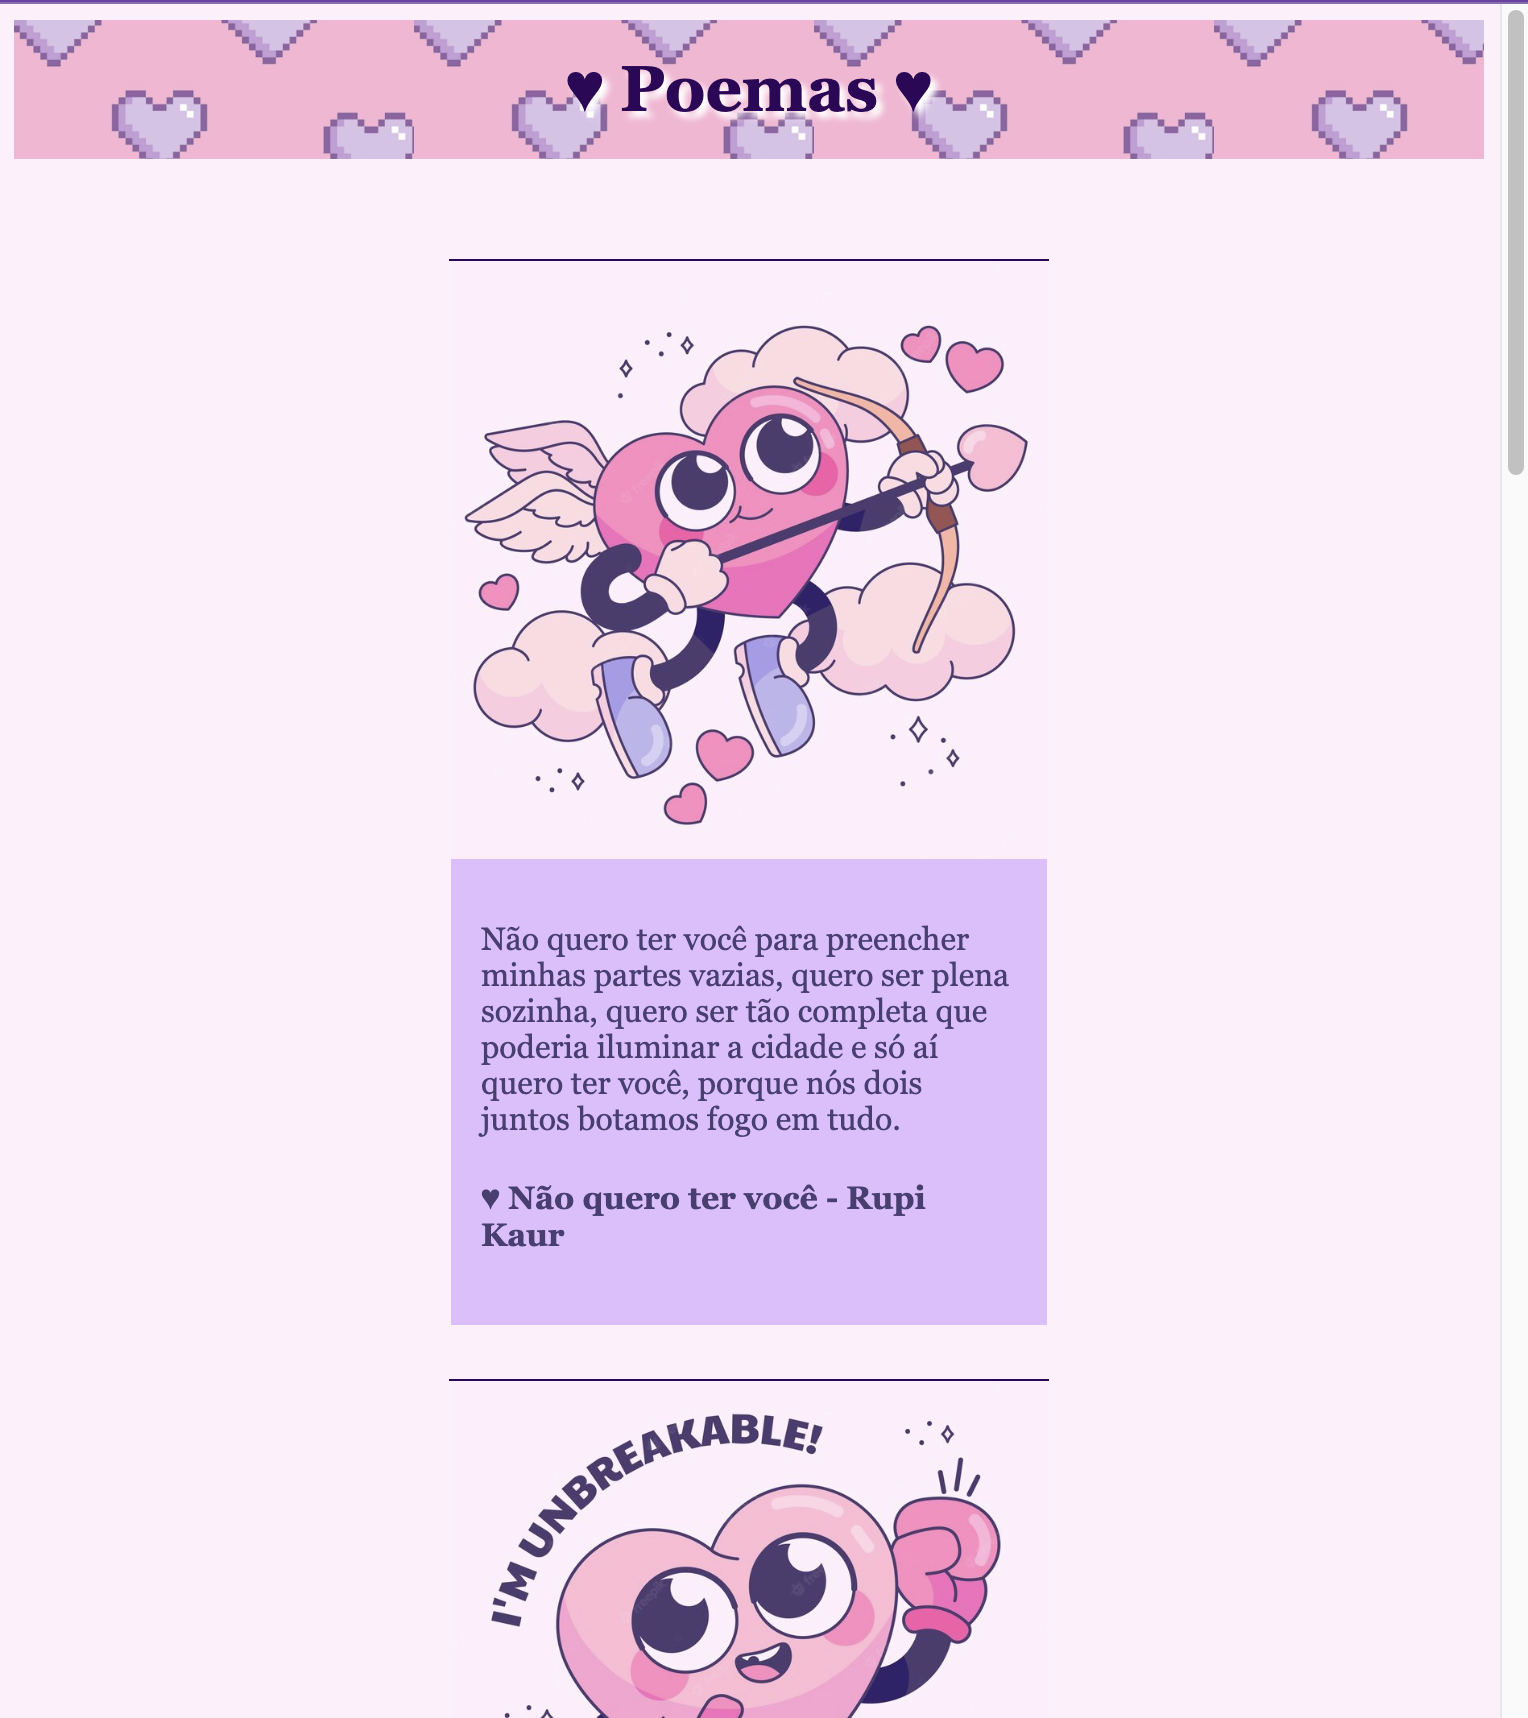 ♥ Poemas ♥
Não quero ter você para preencher
minhas partes vazias, quero ser plena
sozinha, quero ser tão completa que
poderia iluminar a cidade e só aí
quero ter você, porque nós dois
juntos botamos fogo em tudo.
♥ Não quero ter você - Rupi
Kaur
I'M UNBREAKABLE!